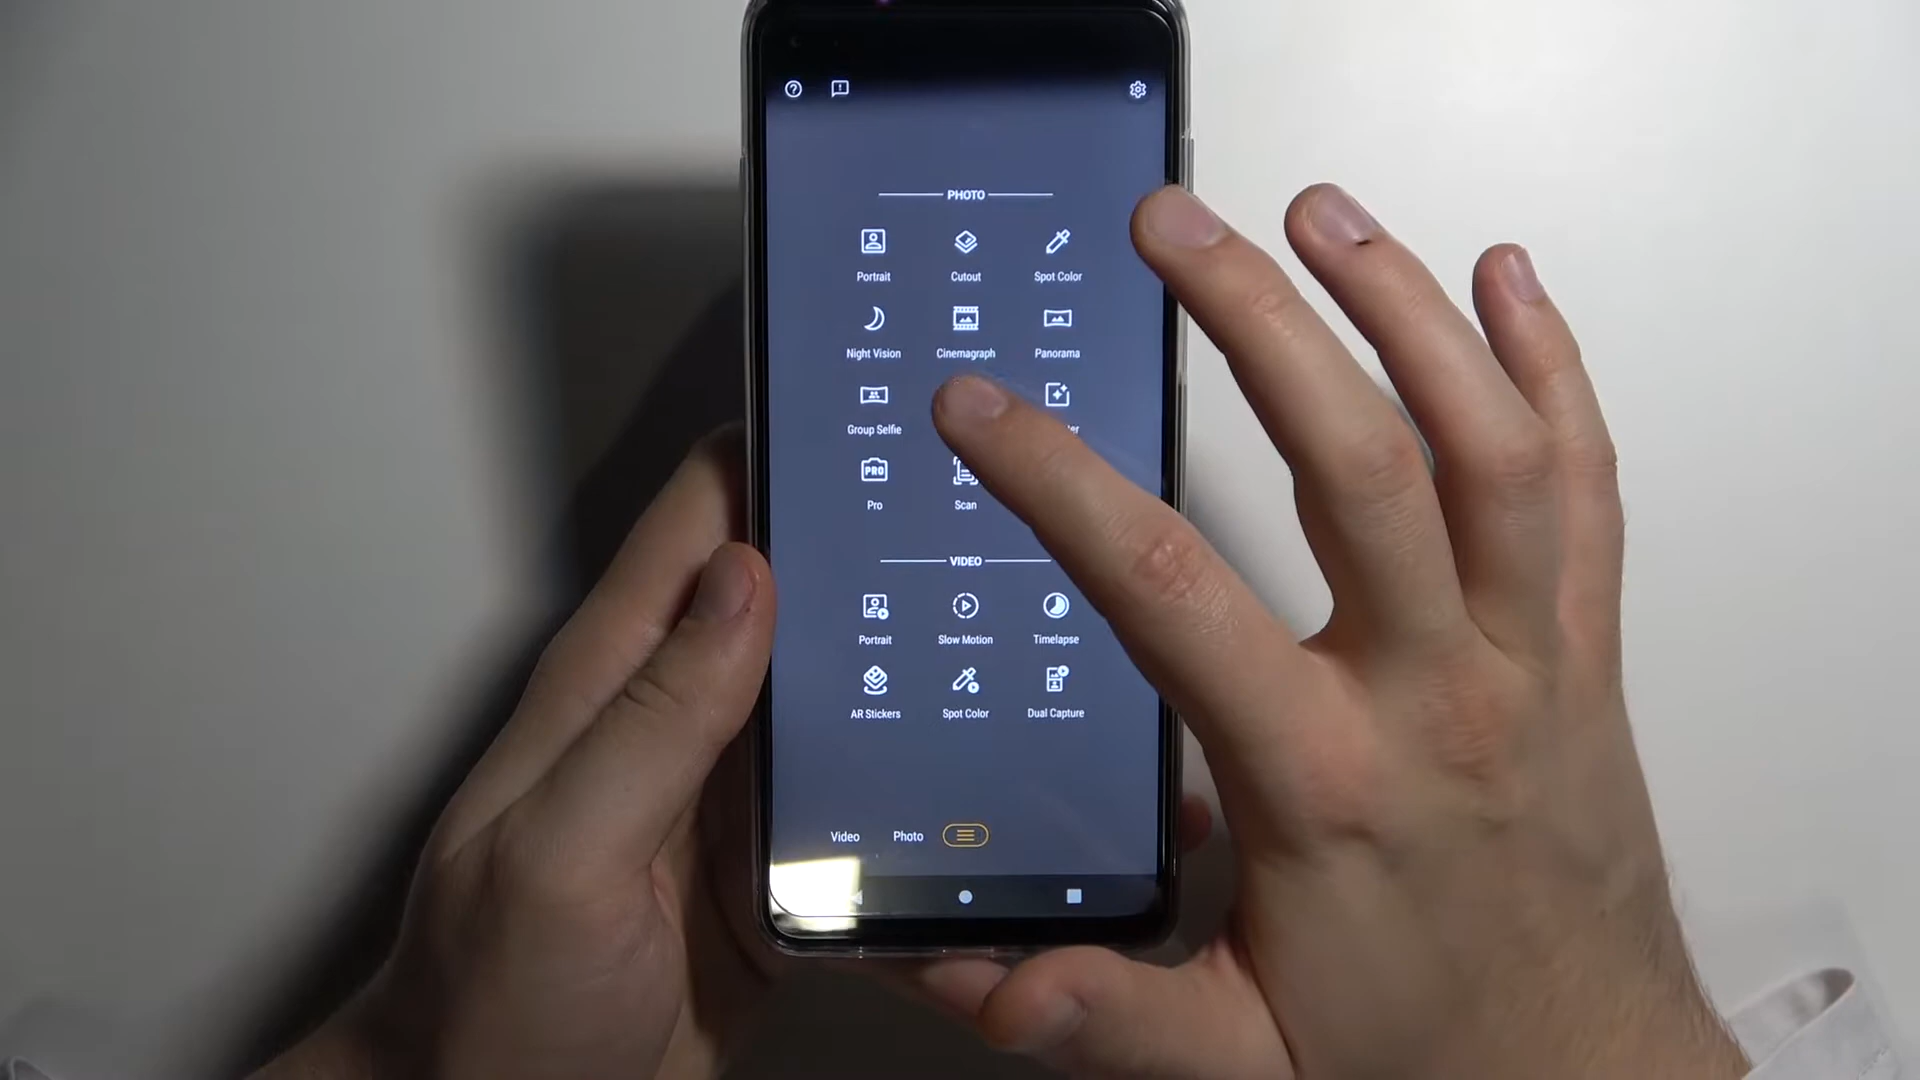 PHOTO
Portrait Cutout Spot Color
Night Vision Cinemagraph Panorama
Group Selfie
PRO
Pro Scan
VIDEO
Portrait Slow Motion Timelapse
AR Stickers Spot Color Dual Capture
Video Photo